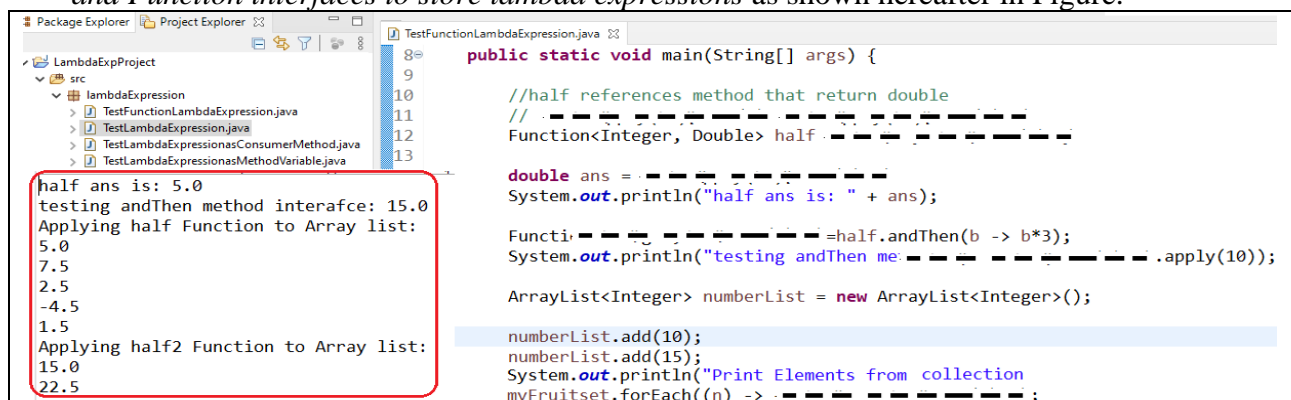 and Function interfaces to store lambda expressions as shown hereafter in Figure.
Package Explorer Project Explorer
LambdaExpProject
src
lambdaExpression
TestFunctionLambdaExpression.java
TestLambdaExpression.java
TestLambdaExpressionasConsumerMethod.java
TestLambdaExpressionasMethodVariable.java
half ans is: 5.0
testing andThen method interafce: 15.0
Applying half Function to Array list:
5.0
7.5
2.5
-4.5
1.5
Applying half2 Function to Array list:
15.0
22.5
TestFunctionLambdaExpression.java
8 public static void main(String[] args) {
9
10 //half references method that return double
11 //
12 Function<Integer, Double> half
13
double ans =
System.out.println("half ans is: " + ans);
Functi =half.andThen(b -> b*3);
System.out.println("testing andThen me .apply(10));
ArrayList<Integer> numberList = new ArrayList<Integer>();
numberList.add(10);
numberList.add(15);
System.out.println("Print Elements from collection
myFruitset.forEach((n) -> ;